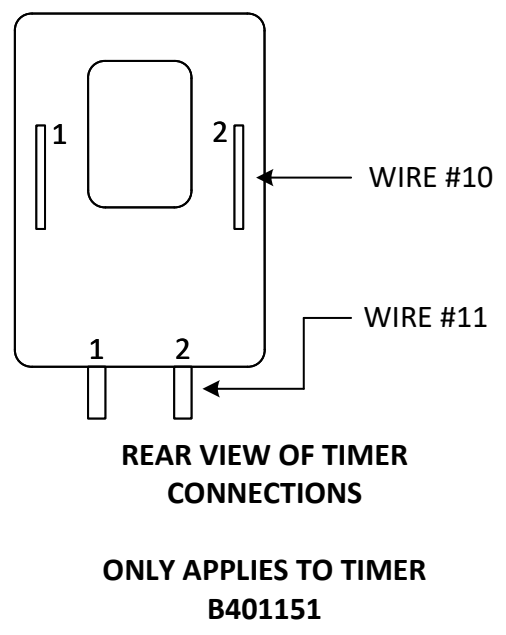 1
2
WIRE #10
WIRE #11
1
2
REAR VIEW OF TIMER
CONNECTIONS
ONLY APPLIES TO TIMER
B401151